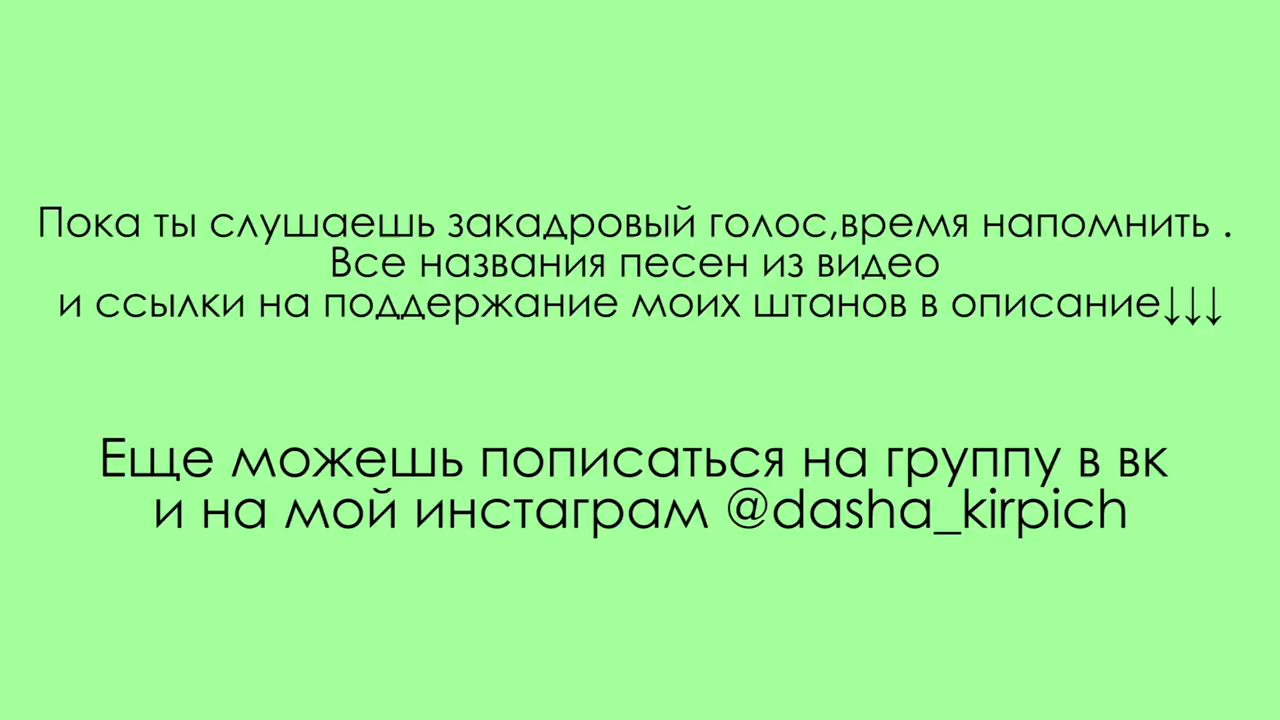 Пока ты слушаешь закадровый голос,время напомнить .
Все названия песен из видео
и ссылки на поддержание моих штанов в описание↓↓↓
Еще можешь пописаться на группу в вк
и на мой инстаграм @dasha_kirpich